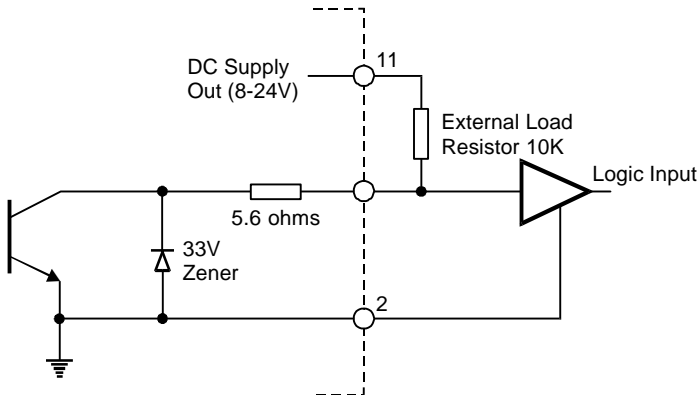 11
DC Supply
Out (8-24V)
External Load
Resistor 10K
Logic Input
5.6 ohms
33V
Zener
2